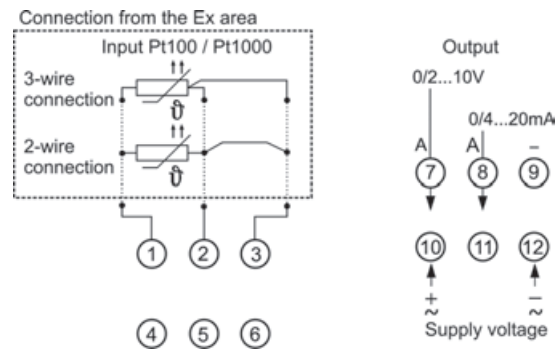 Connection from the Ex area
Input Pt100 / Pt1000
3-wire
connection
ϑ
2-wire
connection
ϑ
1 2 3
4 5 6
Output
0/2...10V
0/4...20mA
A A –
7 8 9
10 11 12
+ –
~ ~
Supply voltage